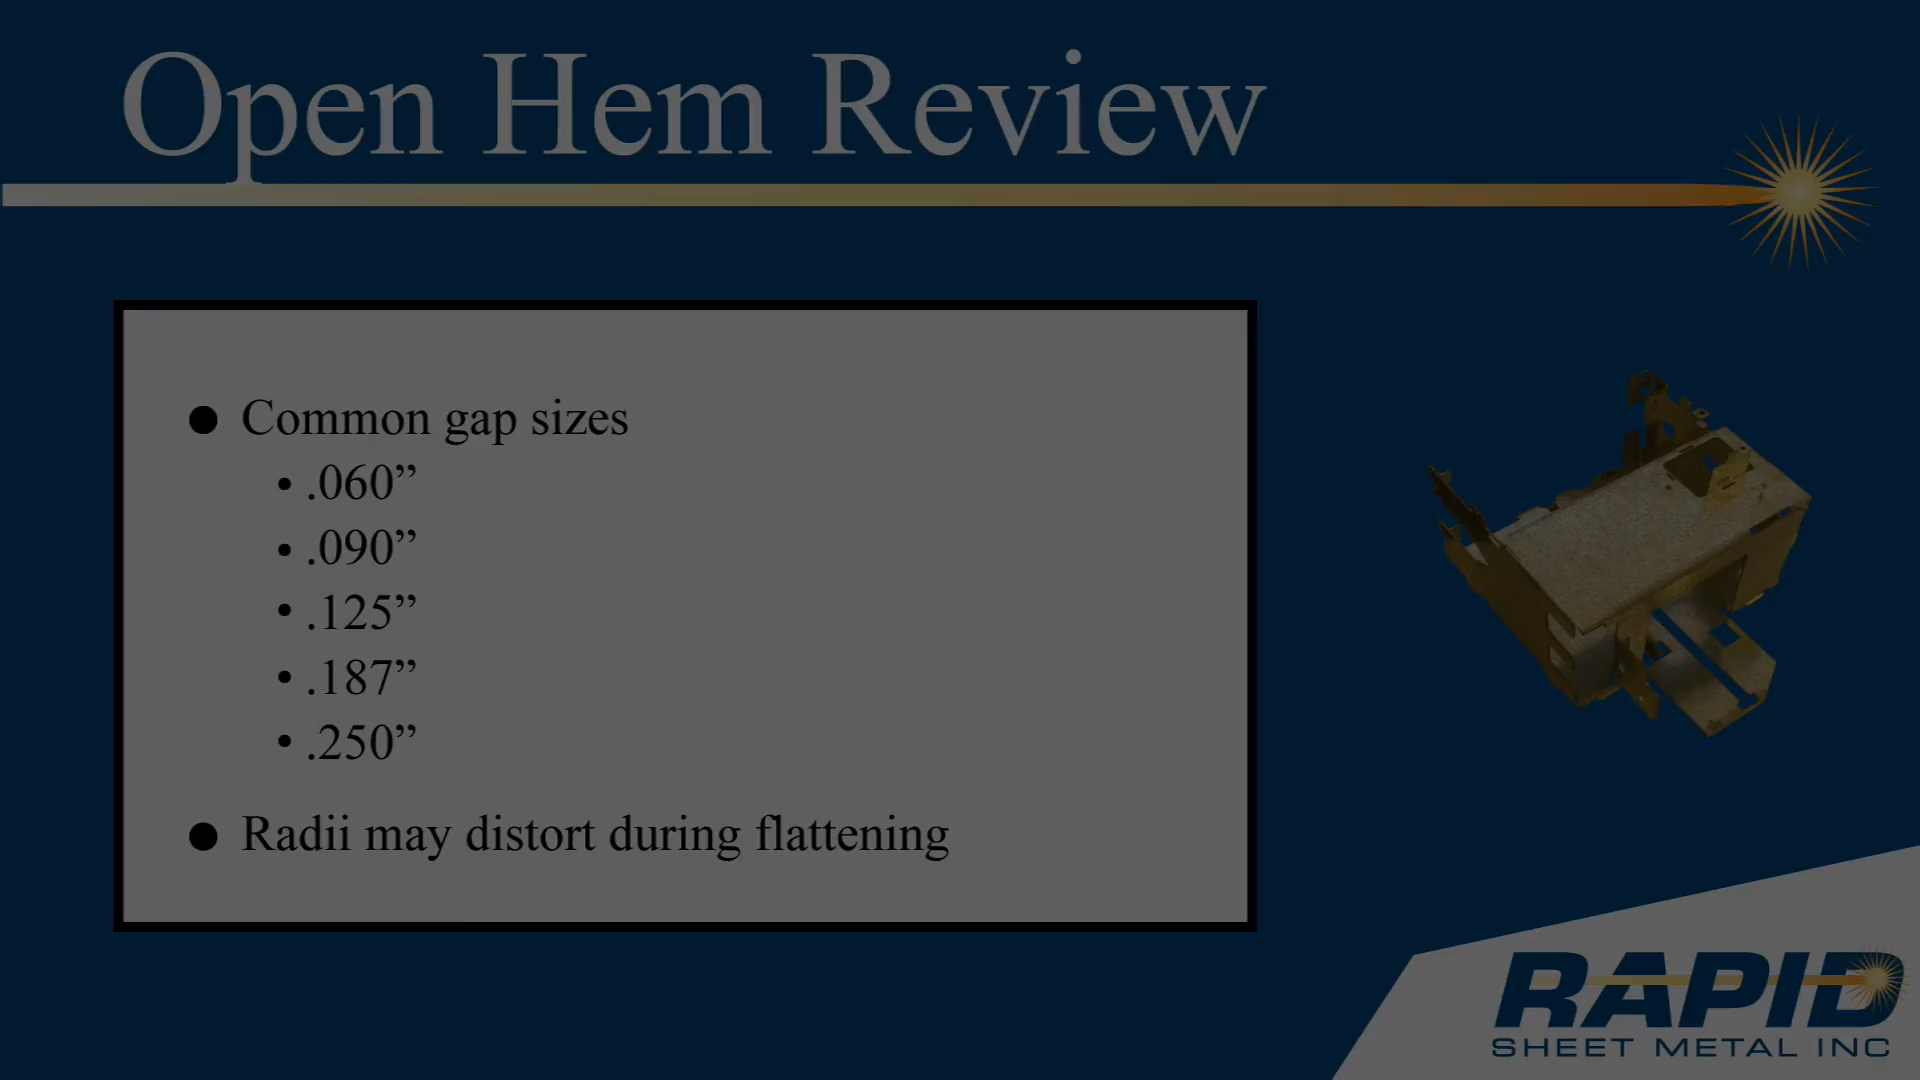 Open Hem Review
● Common gap sizes
• .060”
• .090”
• .125”
• .187”
• .250”
● Radii may distort during flattening
RAPID
SHEET METAL INC